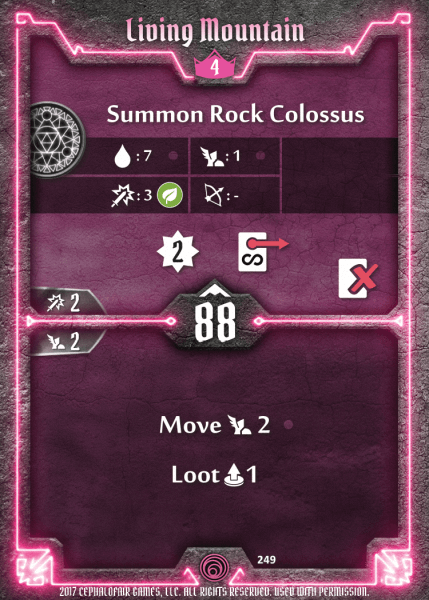 Living Mountain
4
Summon Rock Colossus
: 7 : 1
: 3 : -
2
2
88
2
Move 2
Loot 1
249
2017 CEPHALOFAIR GAMES, LLC. ALL RIGHTS RESERVED. USED WITH PERMISSION.